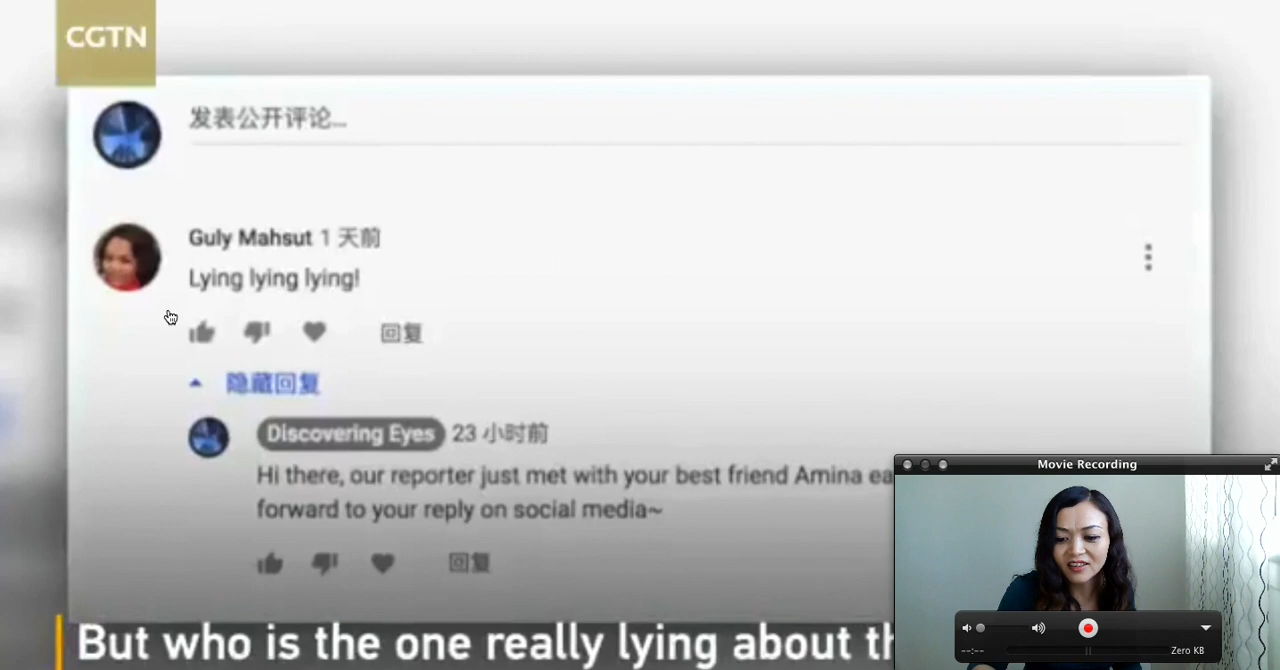 CGTN
发表公开评论...
Guly Mahsut 1 天前
Lying lying lying!
回复
隐藏回复
Discovering Eyes 23 小时前
Hi there, our reporter just met with your best friend Amina ea
forward to your reply on social media~
回复
Movie Recording
--:--
Zero KB
But who is the one really lying about th